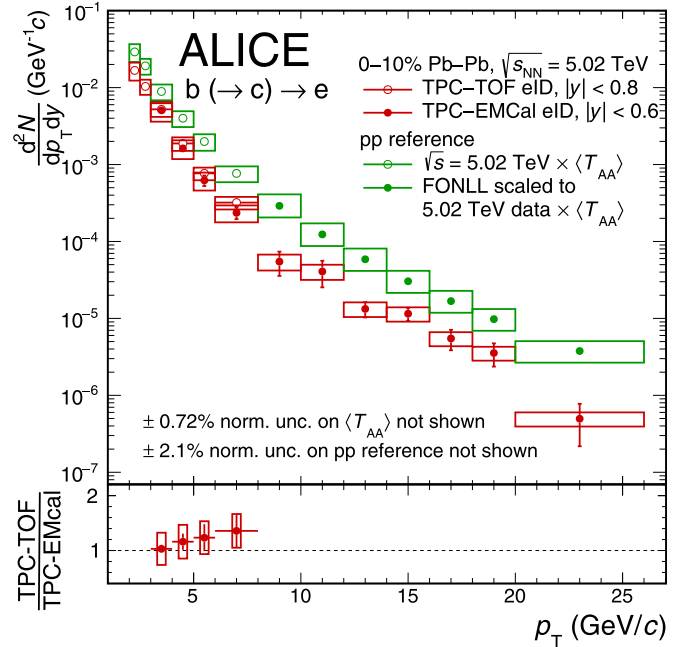 ALICE
b (→ c) → e
0–10% Pb–Pb, √sNN = 5.02 TeV
TPC–TOF eID, |y| < 0.8
TPC–EMCal eID, |y| < 0.6
pp reference
√s = 5.02 TeV × ⟨TAA⟩
FONLL scaled to
5.02 TeV data × ⟨TAA⟩
d²N
dpTdy
(GeV⁻¹c)
10⁻¹
10⁻²
10⁻³
10⁻⁴
10⁻⁵
10⁻⁶
10⁻⁷
± 0.72% norm. unc. on ⟨TAA⟩ not shown
± 2.1% norm. unc. on pp reference not shown
TPC-TOF
TPC-EMcal
2
1
5 10 15 20 25
pT (GeV/c)